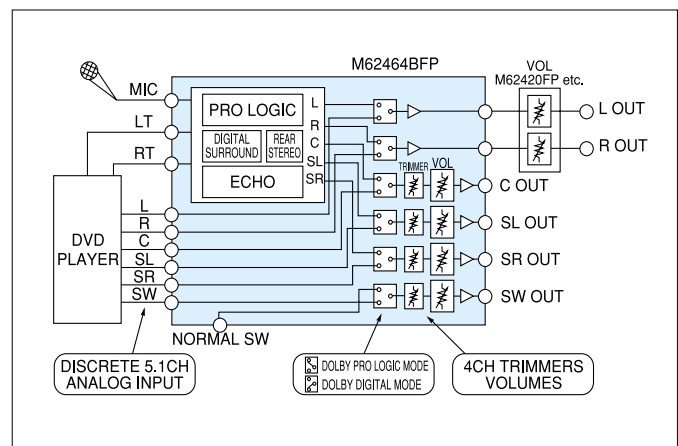 M62464BFP
VOL
M62420FP etc.
MIC
LT
RT
PRO LOGIC
DIGITAL
SURROUND
REAR
STEREO
ECHO
L
R
C
SL
SR
TRIMMER
VOL
L OUT
R OUT
C OUT
SL OUT
SR OUT
SW OUT
DVD
PLAYER
L
R
C
SL
SR
SW
NORMAL SW
DISCRETE 5.1CH
ANALOG INPUT
DOLBY PRO LOGIC MODE
DOLBY DIGITAL MODE
4CH TRIMMERS
VOLUMES